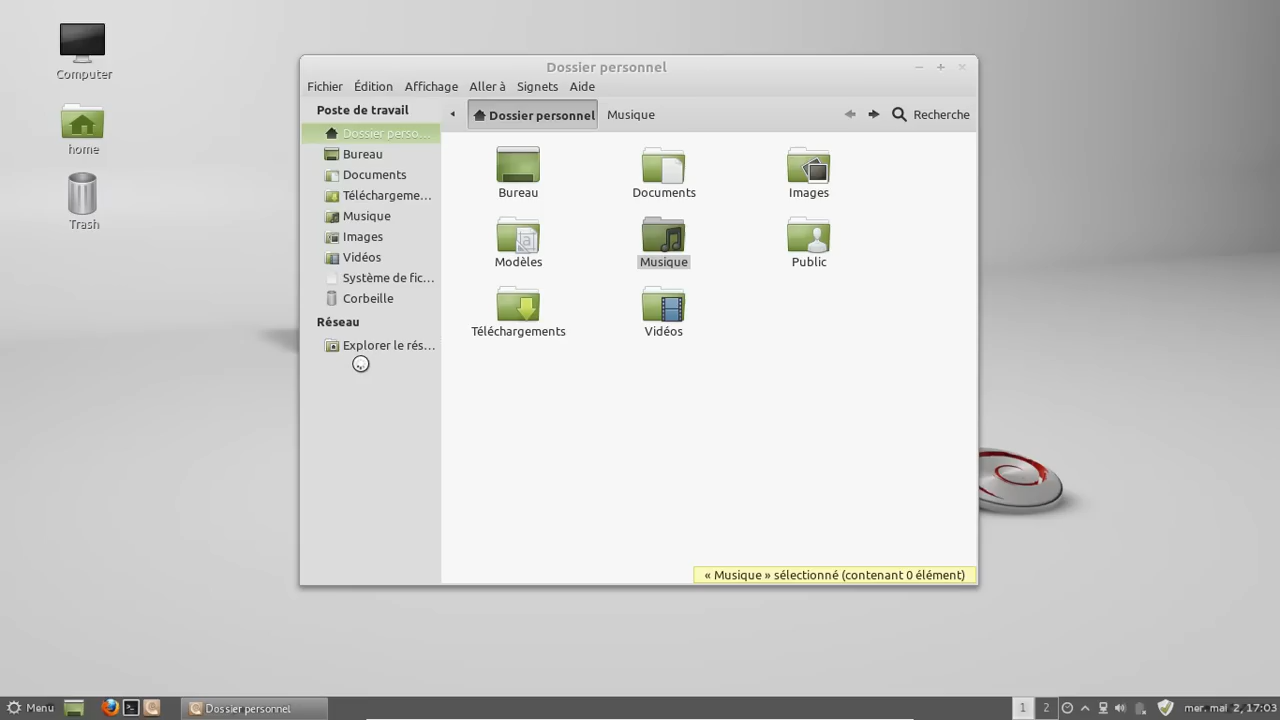 Computer
home
Trash
Dossier personnel
Fichier Édition Affichage Aller à Signets Aide
Poste de travail
Dossier perso...
Bureau
Documents
Téléchargeme...
Musique
Images
Vidéos
Système de fic...
Corbeille
Réseau
Explorer le rés...
Dossier personnel Musique Recherche
Bureau Documents Images
Modèles Musique Public
Téléchargements Vidéos
« Musique » sélectionné (contenant 0 élément)
Menu Dossier personnel 1 2 mer. mai 2, 17:03